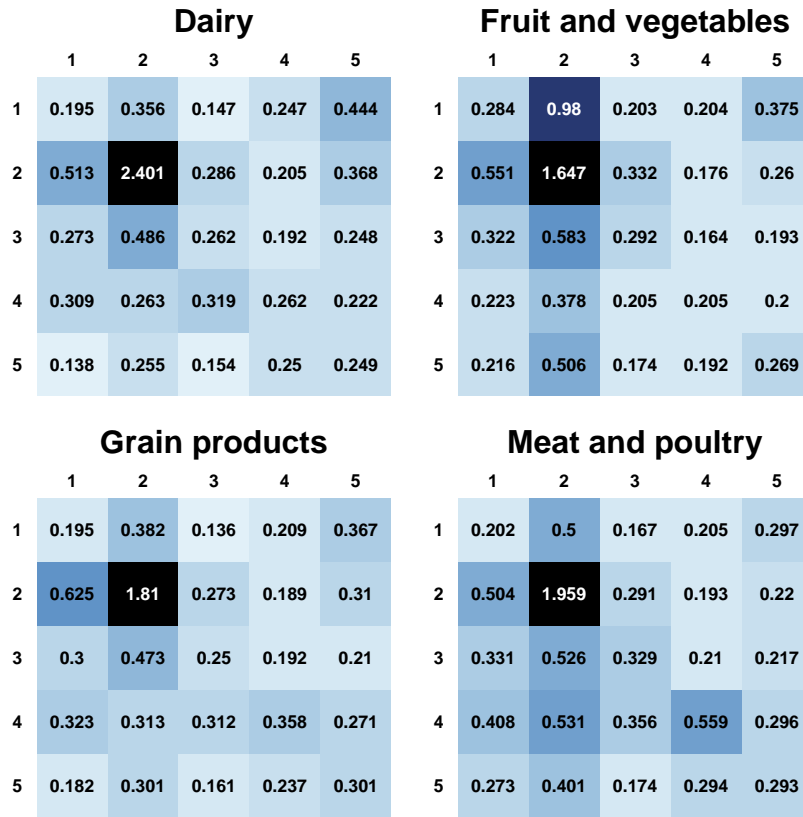 Dairy
1 2 3 4 5
1 0.195 0.356 0.147 0.247 0.444
2 0.513 2.401 0.286 0.205 0.368
3 0.273 0.486 0.262 0.192 0.248
4 0.309 0.263 0.319 0.262 0.222
5 0.138 0.255 0.154 0.25 0.249
Fruit and vegetables
1 2 3 4 5
1 0.284 0.98 0.203 0.204 0.375
2 0.551 1.647 0.332 0.176 0.26
3 0.322 0.583 0.292 0.164 0.193
4 0.223 0.378 0.205 0.205 0.2
5 0.216 0.506 0.174 0.192 0.269
Grain products
1 2 3 4 5
1 0.195 0.382 0.136 0.209 0.367
2 0.625 1.81 0.273 0.189 0.31
3 0.3 0.473 0.25 0.192 0.21
4 0.323 0.313 0.312 0.358 0.271
5 0.182 0.301 0.161 0.237 0.301
Meat and poultry
1 2 3 4 5
1 0.202 0.5 0.167 0.205 0.297
2 0.504 1.959 0.291 0.193 0.22
3 0.331 0.526 0.329 0.21 0.217
4 0.408 0.531 0.356 0.559 0.296
5 0.273 0.401 0.174 0.294 0.293